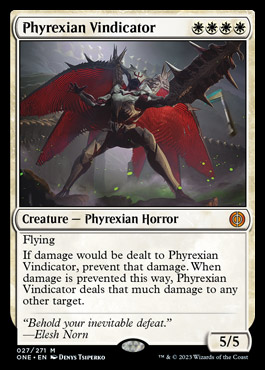 Phyrexian Vindicator
Creature — Phyrexian Horror
Flying
If damage would be dealt to Phyrexian
Vindicator, prevent that damage. When
damage is prevented this way, Phyrexian
Vindicator deals that much damage to any
other target.
“Behold your inevitable defeat.”
—Elesh Norn
5/5
027/271 M
ONE • EN Denys Tsiperko
™ & © 2023 Wizards of the Coast